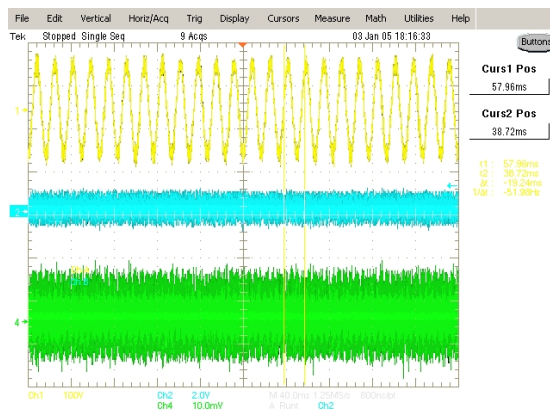 File Edit Vertical Horiz/Acq Trig Display Cursors Measure Math Utilities Help
Tek Stopped Single Seq 9 Acqs 03 Jan 05 18:16:33
Buttons
Curs1 Pos
57.96ms
Curs2 Pos
38.72ms
t1: 57.96ms
t2: 38.72ms
Δt: -19.24ms
1/Δt: -51.98Hz
1
2
4
Ch1 100V Ch2 2.0V M 40.0ms 1.25MS/s 800ns/pt
Ch4 10.0mV A Runt Ch2